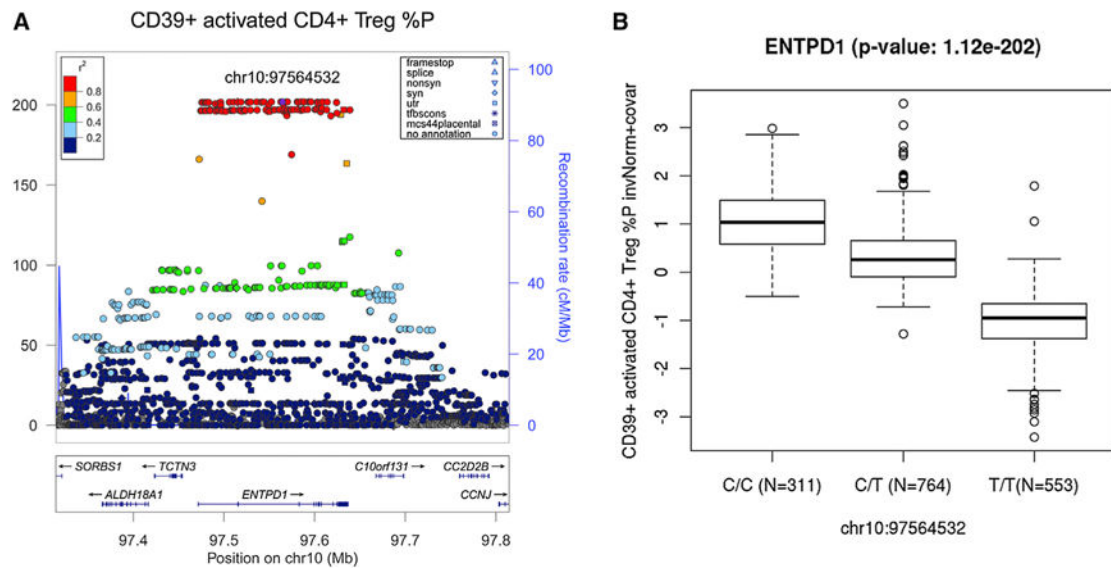 A
CD39+ activated CD4+ Treg %P
r²
0.8
0.6
0.4
0.2
chr10:97564532
framestop
splice
nonsyn
syn
utr
tfbscons
mcs44placental
no annotation
200
150
100
50
0
100
80
60
40
20
0
Recombination rate (cM/Mb)
SORBS1
TCTN3
C10orf131
CC2D2B
ALDH18A1
ENTPD1
CCNJ
97.4
97.5
97.6
97.7
97.8
Position on chr10 (Mb)
B
ENTPD1 (p-value: 1.12e-202)
CD39+ activated CD4+ Treg %P invNorm+covar
3
2
1
0
-1
-2
-3
C/C (N=311)
C/T (N=764)
T/T(N=553)
chr10:97564532